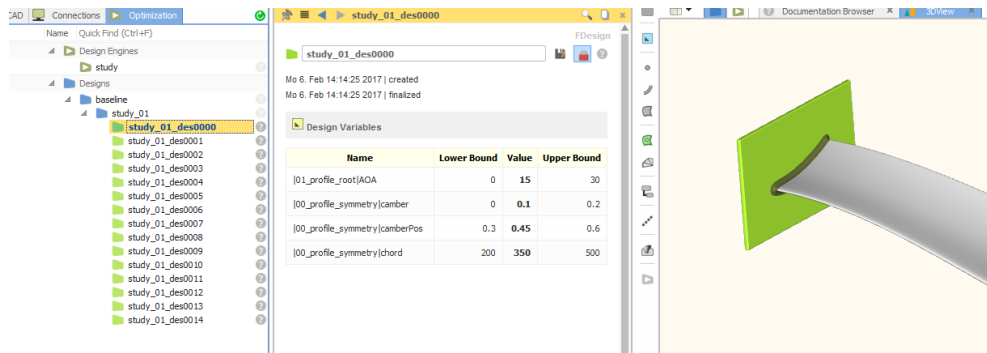 CAD Connections Optimization
Name Quick Find (Ctrl+F)
Design Engines
study
Designs
baseline
study_01
study_01_des0000
study_01_des0001
study_01_des0002
study_01_des0003
study_01_des0004
study_01_des0005
study_01_des0006
study_01_des0007
study_01_des0008
study_01_des0009
study_01_des0010
study_01_des0011
study_01_des0012
study_01_des0013
study_01_des0014
study_01_des0000
FDesign
study_01_des0000
Mo 6. Feb 14:14:25 2017 | created
Mo 6. Feb 14:14:25 2017 | finalized
Design Variables
Name Lower Bound Value Upper Bound
|01_profile_root|AOA 0 15 30
|00_profile_symmetry|camber 0 0.1 0.2
|00_profile_symmetry|camberPos 0.3 0.45 0.6
|00_profile_symmetry|chord 200 350 500
Documentation Browser 3DView